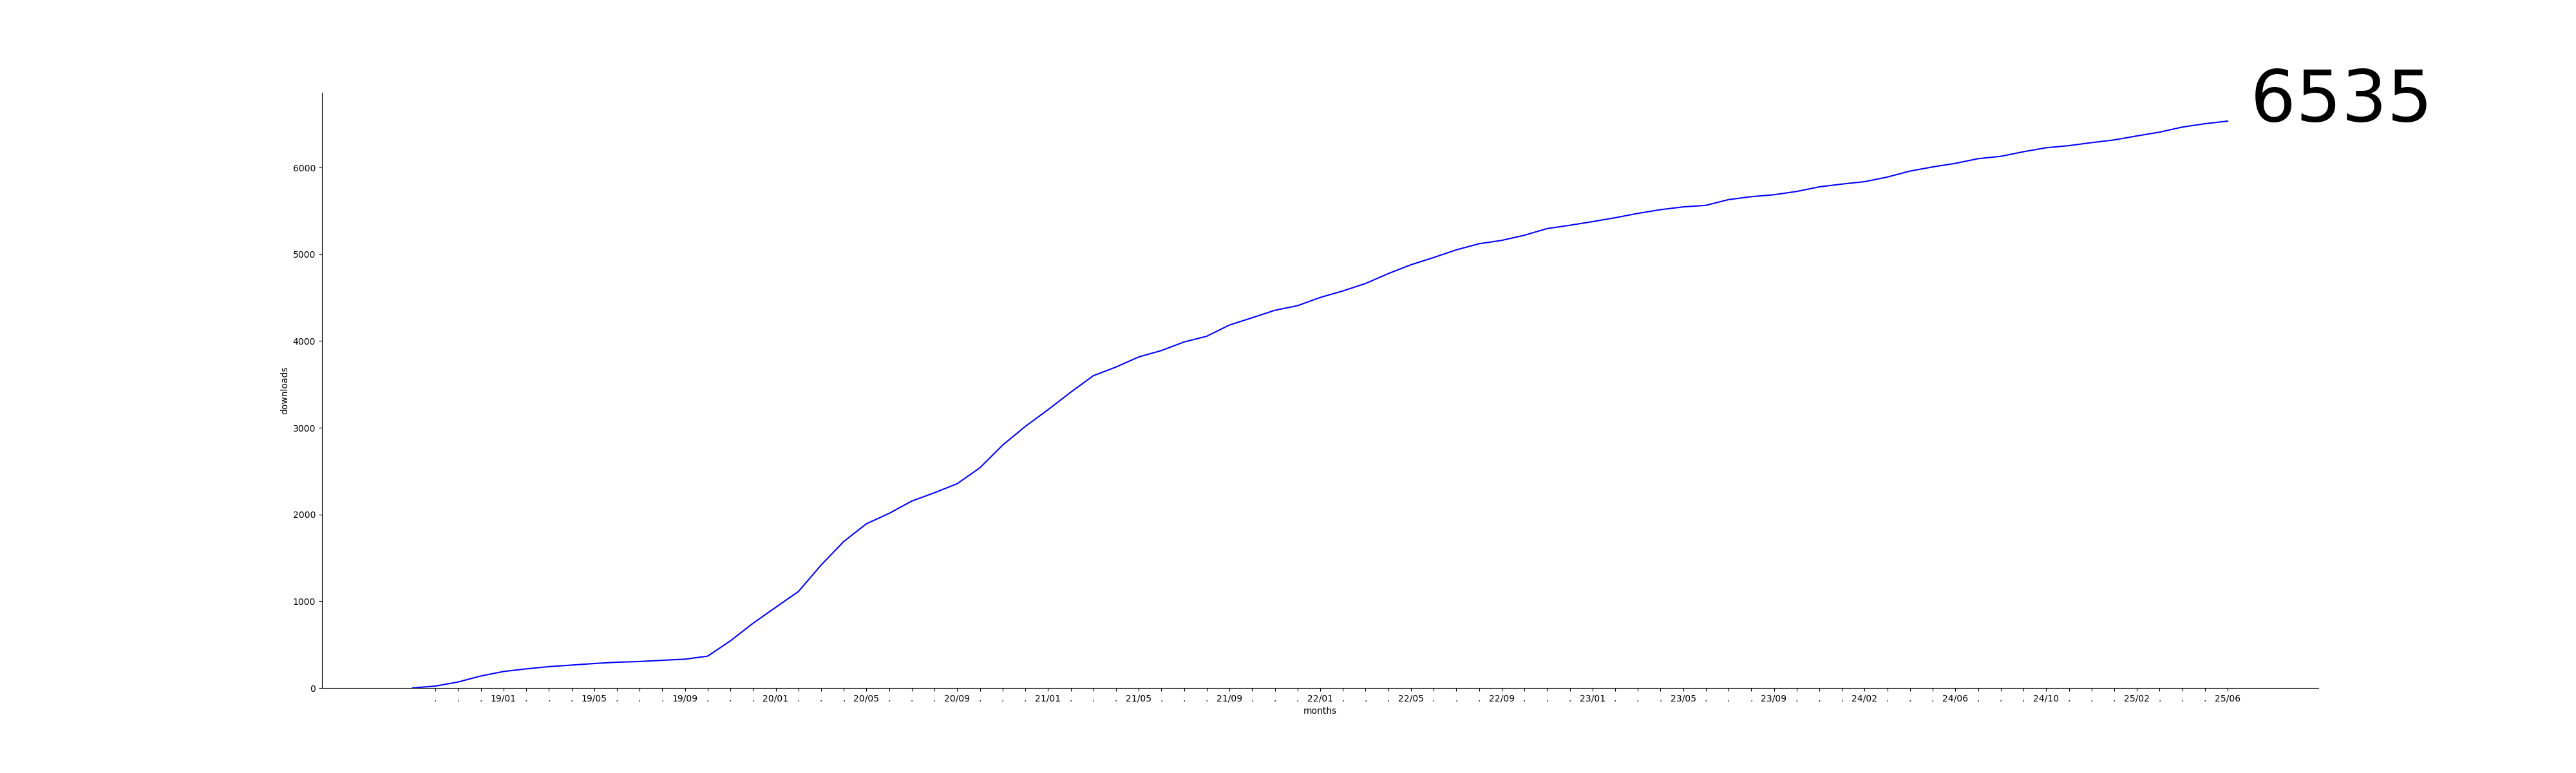 6535
6000
5000
4000
3000
2000
1000
0
downloads
. . . 19/01 . . . 19/05 . . . 19/09 . . . 20/01 . . . 20/05 . . . 20/09 . . . 21/01 . . . 21/05 . . . 21/09 . . . 22/01 . . . 22/05 . . . 22/09 . . . 23/01 . . . 23/05 . . . 23/09 . . . 24/02 . . . 24/06 . . . 24/10 . . . 25/02 . . . 25/06
months